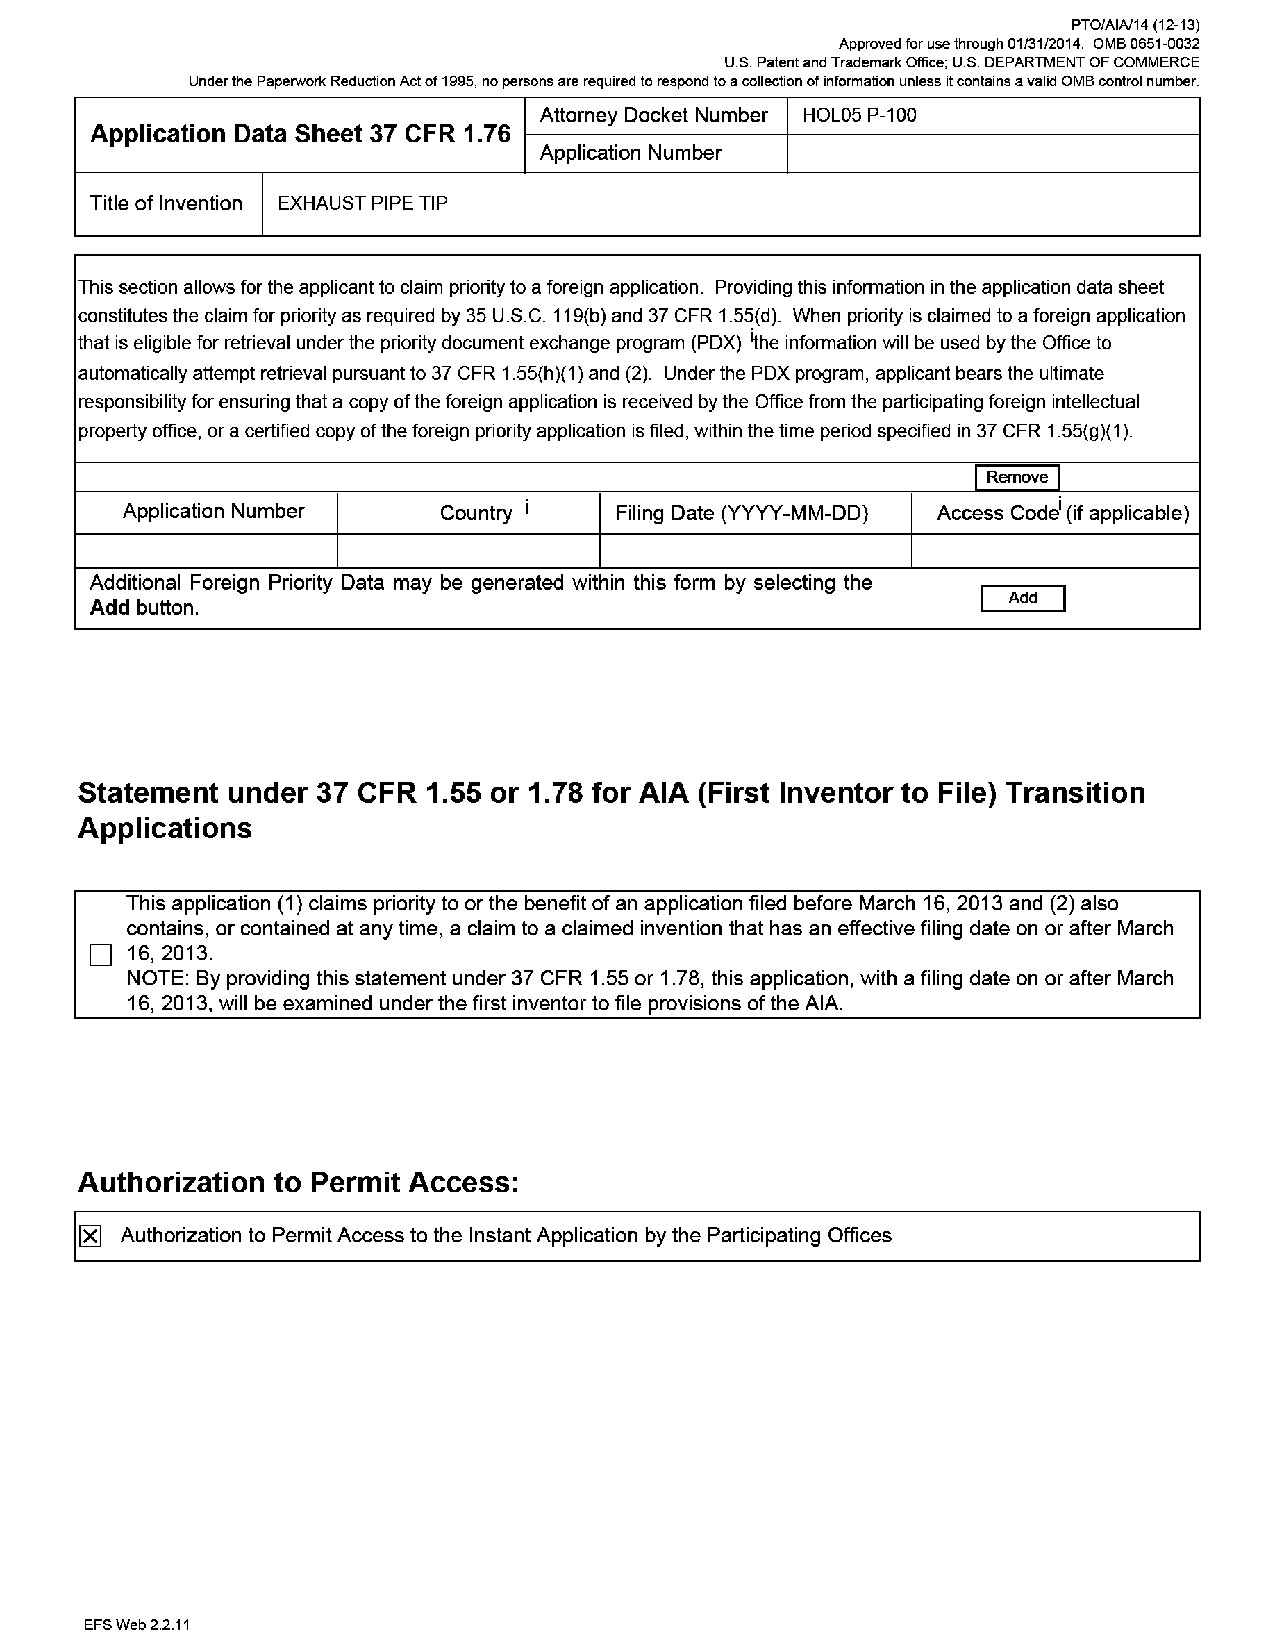 PTO/AIA/14 (12-13)
Approved for use through 01/31/2014. OMB 0651-0032
U.S. Patent and Trademark Office; U.S. DEPARTMENT OF COMMERCE
Under the Paperwork Reduction Act of 1995, no persons are required to respond to a collection of information unless it contains a valid OMB control number.
Application Data Sheet 37 CFR 1.76
Attorney Docket Number HOL05 P-100
Application Number
Title of Invention EXHAUST PIPE TIP
This section allows for the applicant to claim priority to a foreign application. Providing this information in the application data sheet
constitutes the claim for priority as required by 35 U.S.C. 119(b) and 37 CFR 1.55(d). When priority is claimed to a foreign application
that is eligible for retrieval under the priority document exchange program (PDX) i the information will be used by the Office to
automatically attempt retrieval pursuant to 37 CFR 1.55(h)(1) and (2). Under the PDX program, applicant bears the ultimate
responsibility for ensuring that a copy of the foreign application is received by the Office from the participating foreign intellectual
property office, or a certified copy of the foreign priority application is filed, within the time period specified in 37 CFR 1.55(g)(1).
Remove
Application Number Country i Filing Date (YYYY-MM-DD) Access Code i (if applicable)
Additional Foreign Priority Data may be generated within this form by selecting the
Add button.
Add
Statement under 37 CFR 1.55 or 1.78 for AIA (First Inventor to File) Transition
Applications
This application (1) claims priority to or the benefit of an application filed before March 16, 2013 and (2) also
contains, or contained at any time, a claim to a claimed invention that has an effective filing date on or after March
16, 2013.
NOTE: By providing this statement under 37 CFR 1.55 or 1.78, this application, with a filing date on or after March
16, 2013, will be examined under the first inventor to file provisions of the AIA.
Authorization to Permit Access:
☒ Authorization to Permit Access to the Instant Application by the Participating Offices
EFS Web 2.2.11